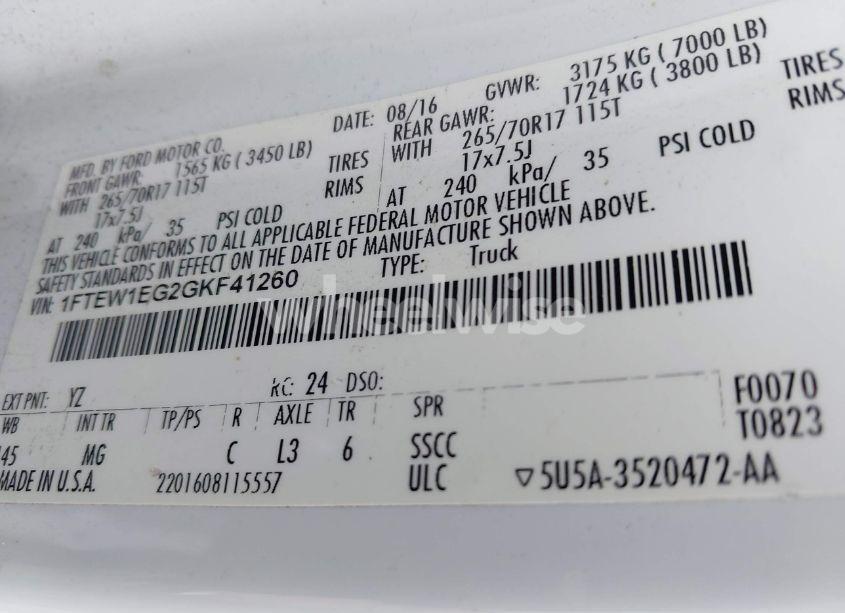 MFD. BY FORD MOTOR CO.
DATE: 08/16
GVWR: 3175 KG ( 7000 LB)
FRONT GAWR: 1565 KG ( 3450 LB)
REAR GAWR: 1724 KG ( 3800 LB)
WITH 265/70R17 115T TIRES
WITH 265/70R17 115T TIRES
17x7.5J RIMS
17x7.5J RIMS
AT 240 kPa/ 35 PSI COLD
AT 240 kPa/ 35 PSI COLD
THIS VEHICLE CONFORMS TO ALL APPLICABLE FEDERAL MOTOR VEHICLE
SAFETY STANDARDS IN EFFECT ON THE DATE OF MANUFACTURE SHOWN ABOVE.
VIN: 1FTEW1EG2GKF41260
TYPE: Truck
wheelwise
EXT PNT: YZ RC: 24 DSO:
F0070
WB INT TR TP/PS R AXLE TR SPR
T0823
145 MG C L3 6 SSCC
MADE IN U.S.A. 2201608115557 ULC ▽5U5A-3520472-AA